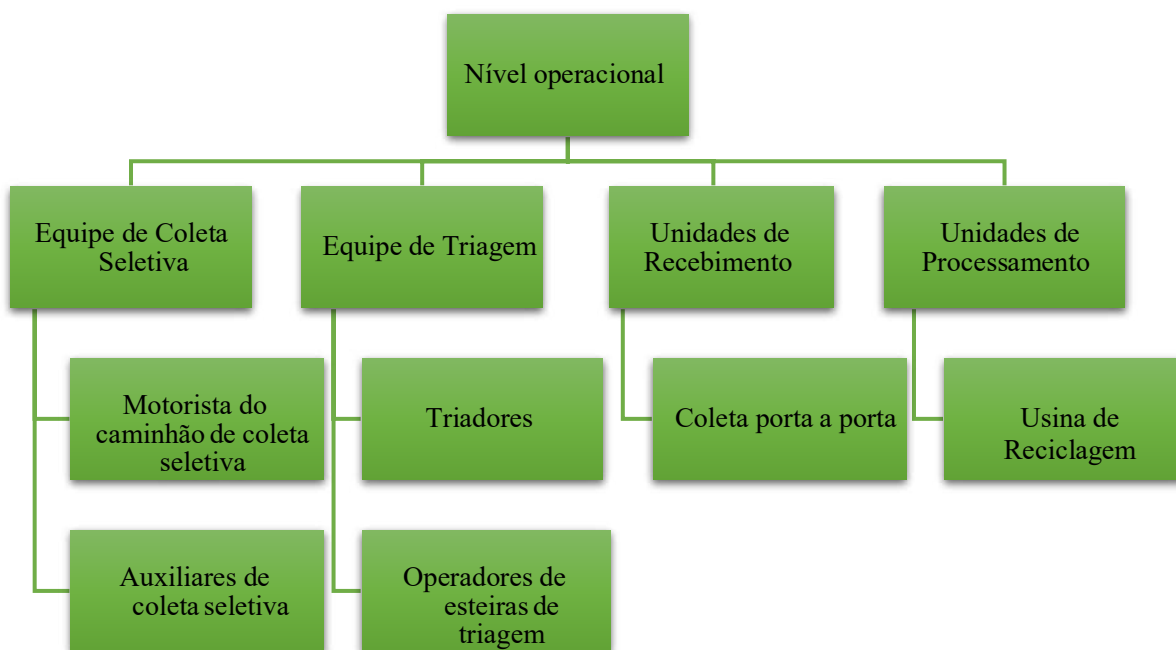 Nível operacional
Equipe de Coleta
Seletiva
Equipe de Triagem
Unidades de
Recebimento
Unidades de
Processamento
Motorista do
caminhão de coleta
seletiva
Triadores
Coleta porta a porta
Usina de
Reciclagem
Auxiliares de
coleta seletiva
Operadores de
esteiras de
triagem